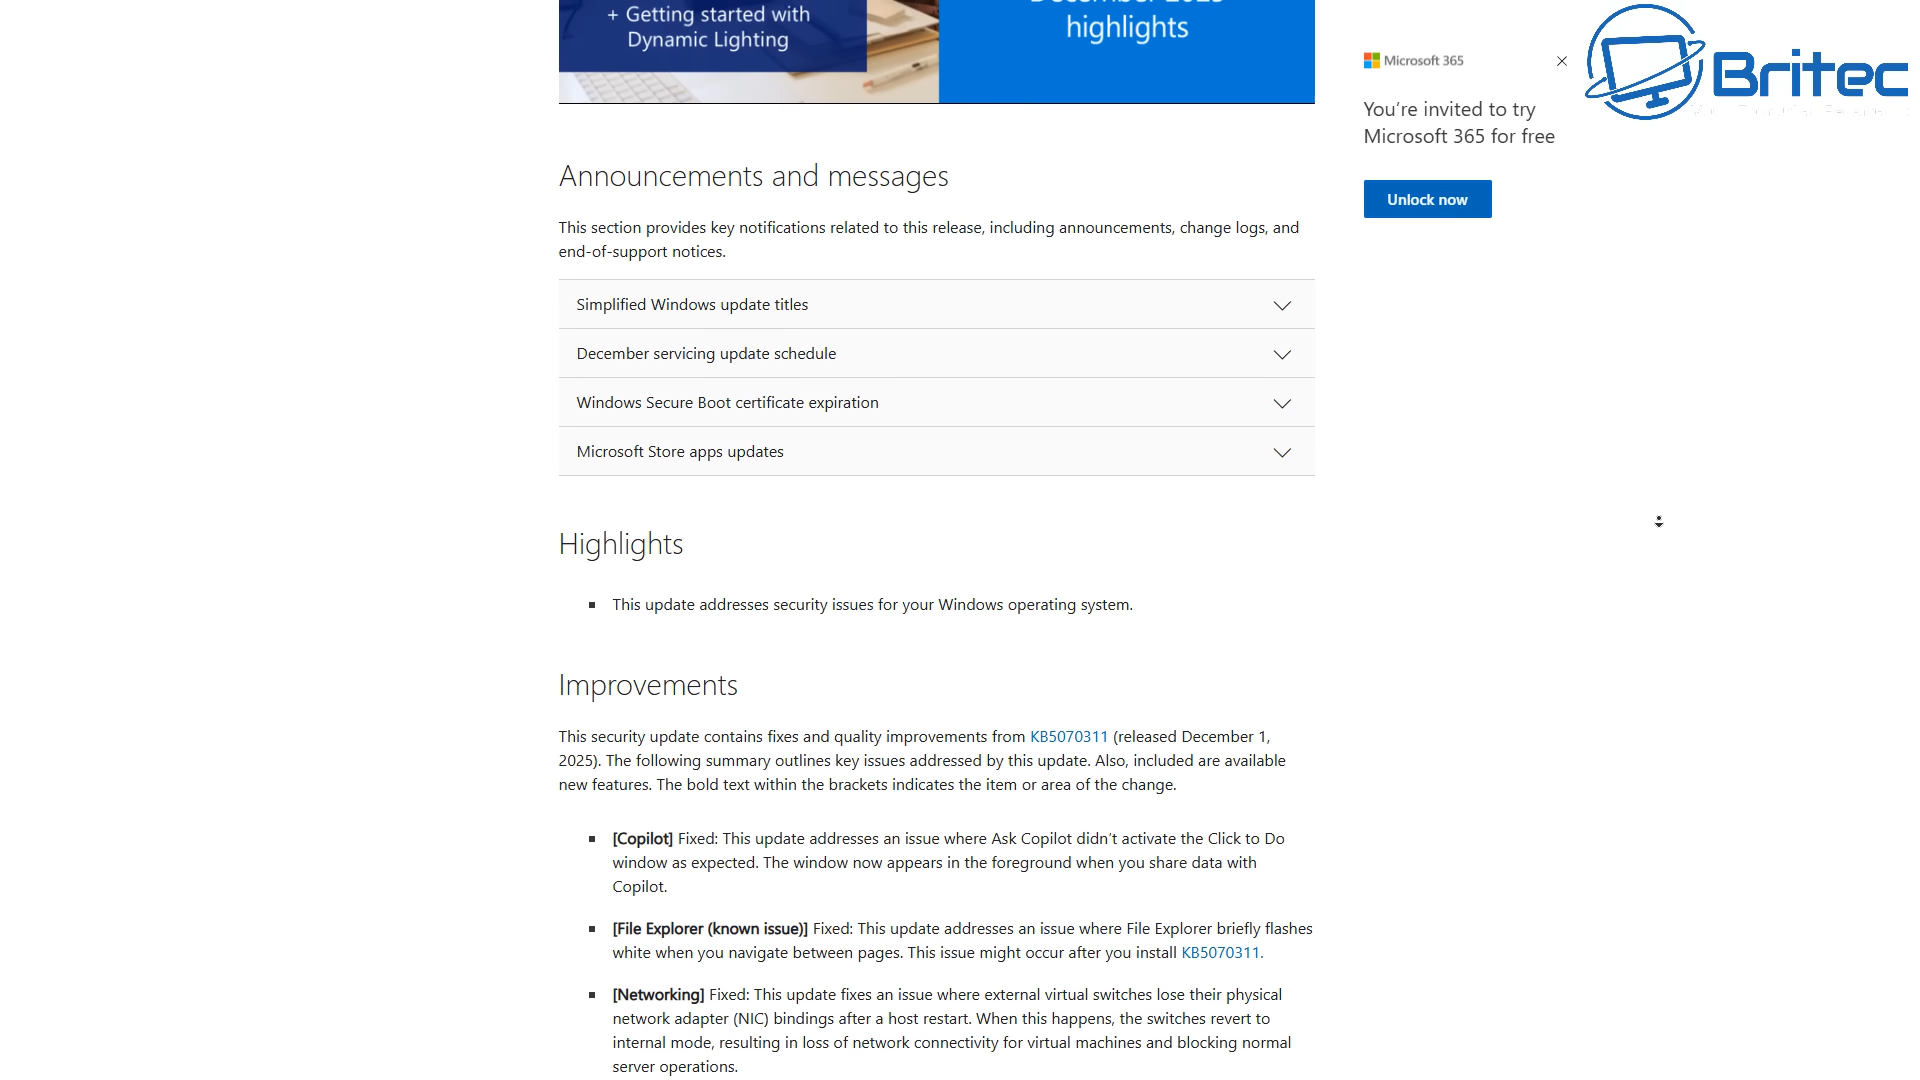 + Getting started with
Dynamic Lighting
December 2025
highlights
Microsoft 365
You're invited to try
Microsoft 365 for free
Unlock now
Britec
Announcements and messages
This section provides key notifications related to this release, including announcements, change logs, and
end-of-support notices.
Simplified Windows update titles
December servicing update schedule
Windows Secure Boot certificate expiration
Microsoft Store apps updates
Highlights
▪ This update addresses security issues for your Windows operating system.
Improvements
This security update contains fixes and quality improvements from KB5070311 (released December 1,
2025). The following summary outlines key issues addressed by this update. Also, included are available
new features. The bold text within the brackets indicates the item or area of the change.
▪ [Copilot] Fixed: This update addresses an issue where Ask Copilot didn't activate the Click to Do
window as expected. The window now appears in the foreground when you share data with
Copilot.
▪ [File Explorer (known issue)] Fixed: This update addresses an issue where File Explorer briefly flashes
white when you navigate between pages. This issue might occur after you install KB5070311.
▪ [Networking] Fixed: This update fixes an issue where external virtual switches lose their physical
network adapter (NIC) bindings after a host restart. When this happens, the switches revert to
internal mode, resulting in loss of network connectivity for virtual machines and blocking normal
server operations.